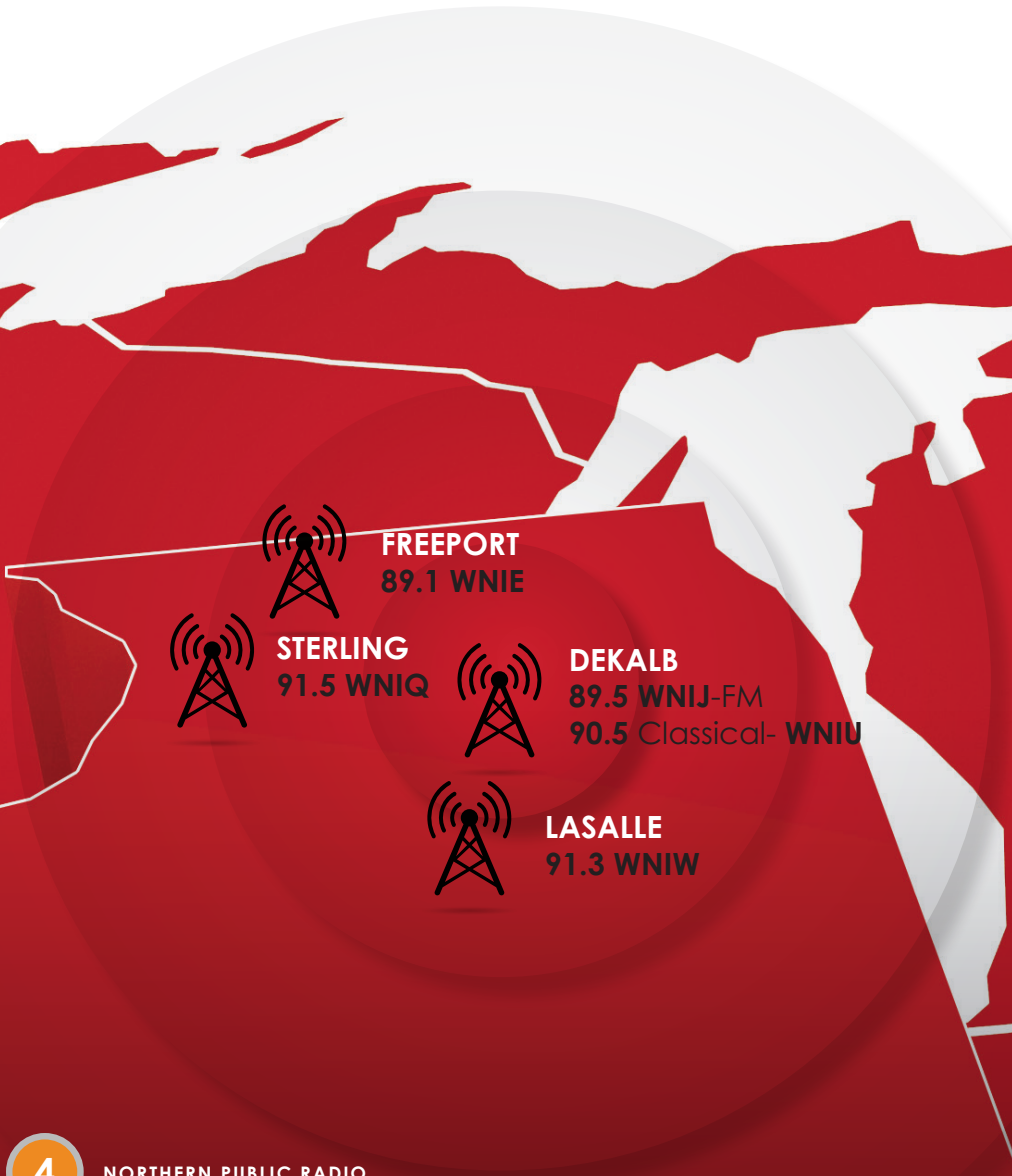 FREEPORT
89.1 WNIE
STERLING
91.5 WNIQ
DEKALB
89.5 WNIJ-FM
90.5 Classical- WNIU
LASALLE
91.3 WNIW
4
NORTHERN PUBLIC RADIO